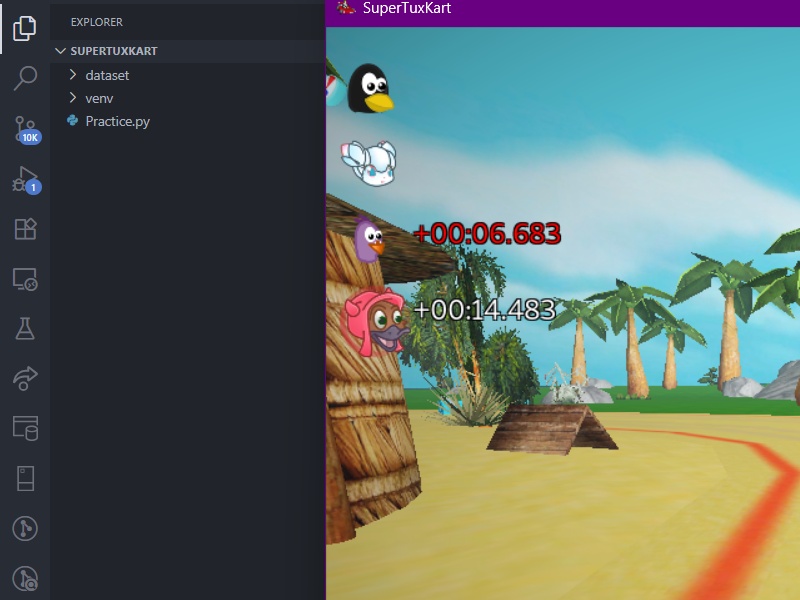 EXPLORER
SUPERTUXKART
dataset
venv
Practice.py
10K
1
SuperTuxKart
+00:06.683
+00:14.483